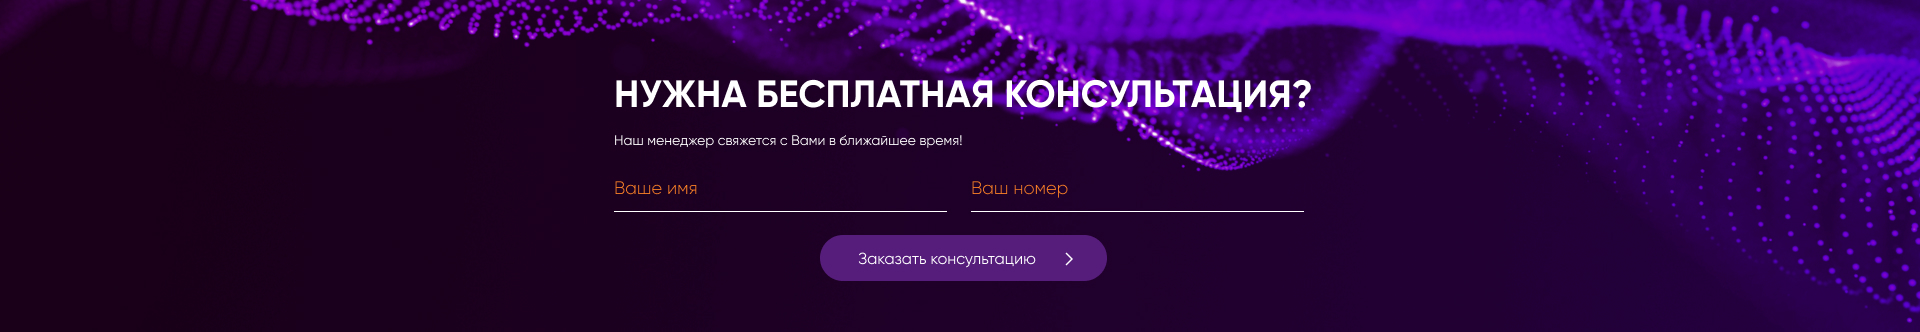 НУЖНА БЕСПЛАТНАЯ КОНСУЛЬТАЦИЯ?
Наш менеджер свяжется с Вами в ближайшее время!
Ваше имя
Ваш номер
Заказать консультацию